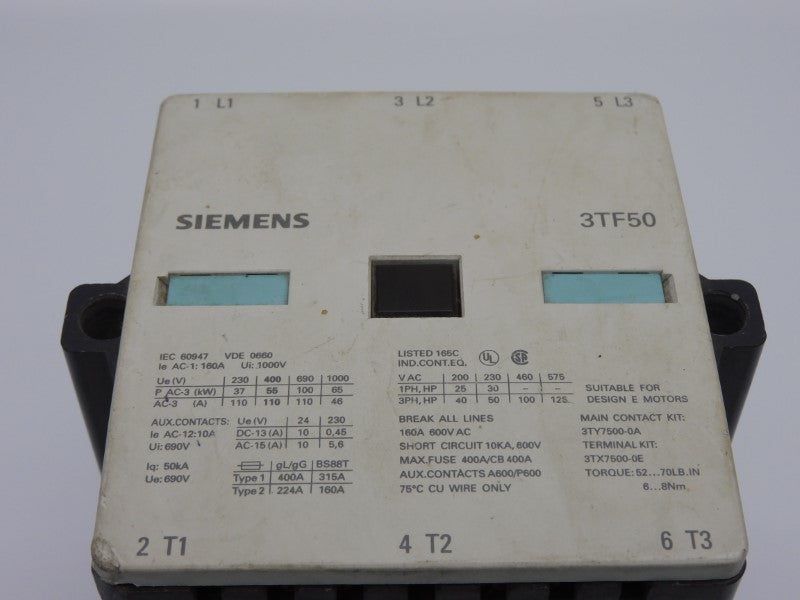 1 L1 3 L2 5 L3
SIEMENS 3TF50
IEC 60947 VDE 0660
Ie AC-1: 160A Ui: 1000V
Ue (V) 230 400 690 1000
P AC-3 (kW) 37 55 100 65
AC-3 (A) 110 110 110 46
AUX.CONTACTS: Ue (V) 24 230
Ie AC-12:10A DC-13 (A) 10 0,45
Ui: 690V AC-15 (A) 10 5,6
Iq: 50kA gL/gG BS88T
Ue: 690V Type 1 400A 315A
Type 2 224A 160A
LISTED 165C UL SA
IND.CONT.EQ.
V AC 200 230 460 575
1PH, HP 25 30 – –
3PH, HP 40 50 100 125
BREAK ALL LINES
160A 600V AC
SHORT CIRCUIT 10KA, 600V
MAX.FUSE 400A/CB 400A
AUX.CONTACTS A600/P600
75°C CU WIRE ONLY
SUITABLE FOR
DESIGN E MOTORS
MAIN CONTACT KIT:
3TY7500-0A
TERMINAL KIT:
3TX7500-0E
TORQUE: 52...70LB.IN
6...8Nm
2 T1 4 T2 6 T3